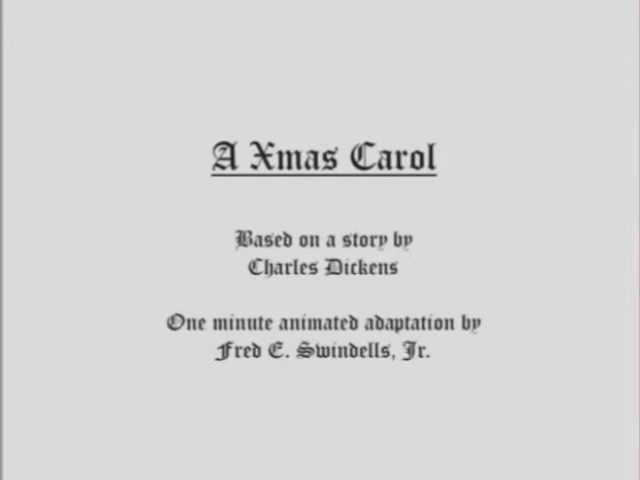 A Xmas Carol
Based on a story by
Charles Dickens
One minute animated adaptation by
Fred E. Swindells, Jr.